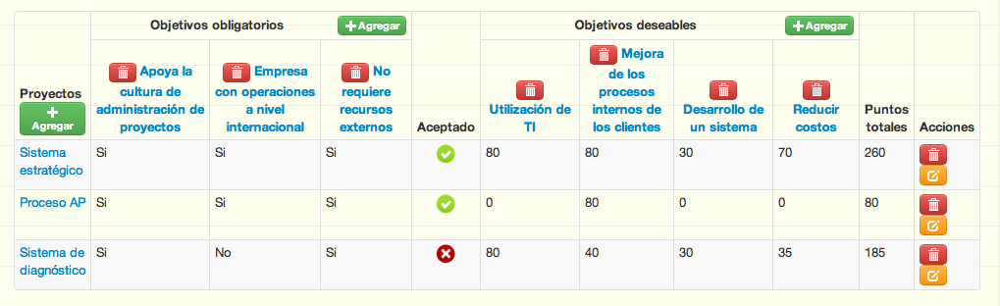 Objetivos obligatorios Agregar Objetivos deseables Agregar
Proyectos
Agregar
Apoya la
cultura de
administración de
proyectos
Empresa
con operaciones
a nivel
internacional
No
requiere
recursos
externos
Aceptado
Utilización de
TI
Mejora
de los
procesos
internos de
los clientes
Desarrollo de
un sistema
Reducir
costos
Puntos
totales
Acciones
Sistema
estratégico
Si Si Si 80 80 30 70 260
Proceso AP Si Si Si 0 80 0 0 80
Sistema de
diagnóstico
Si No Si 80 40 30 35 185